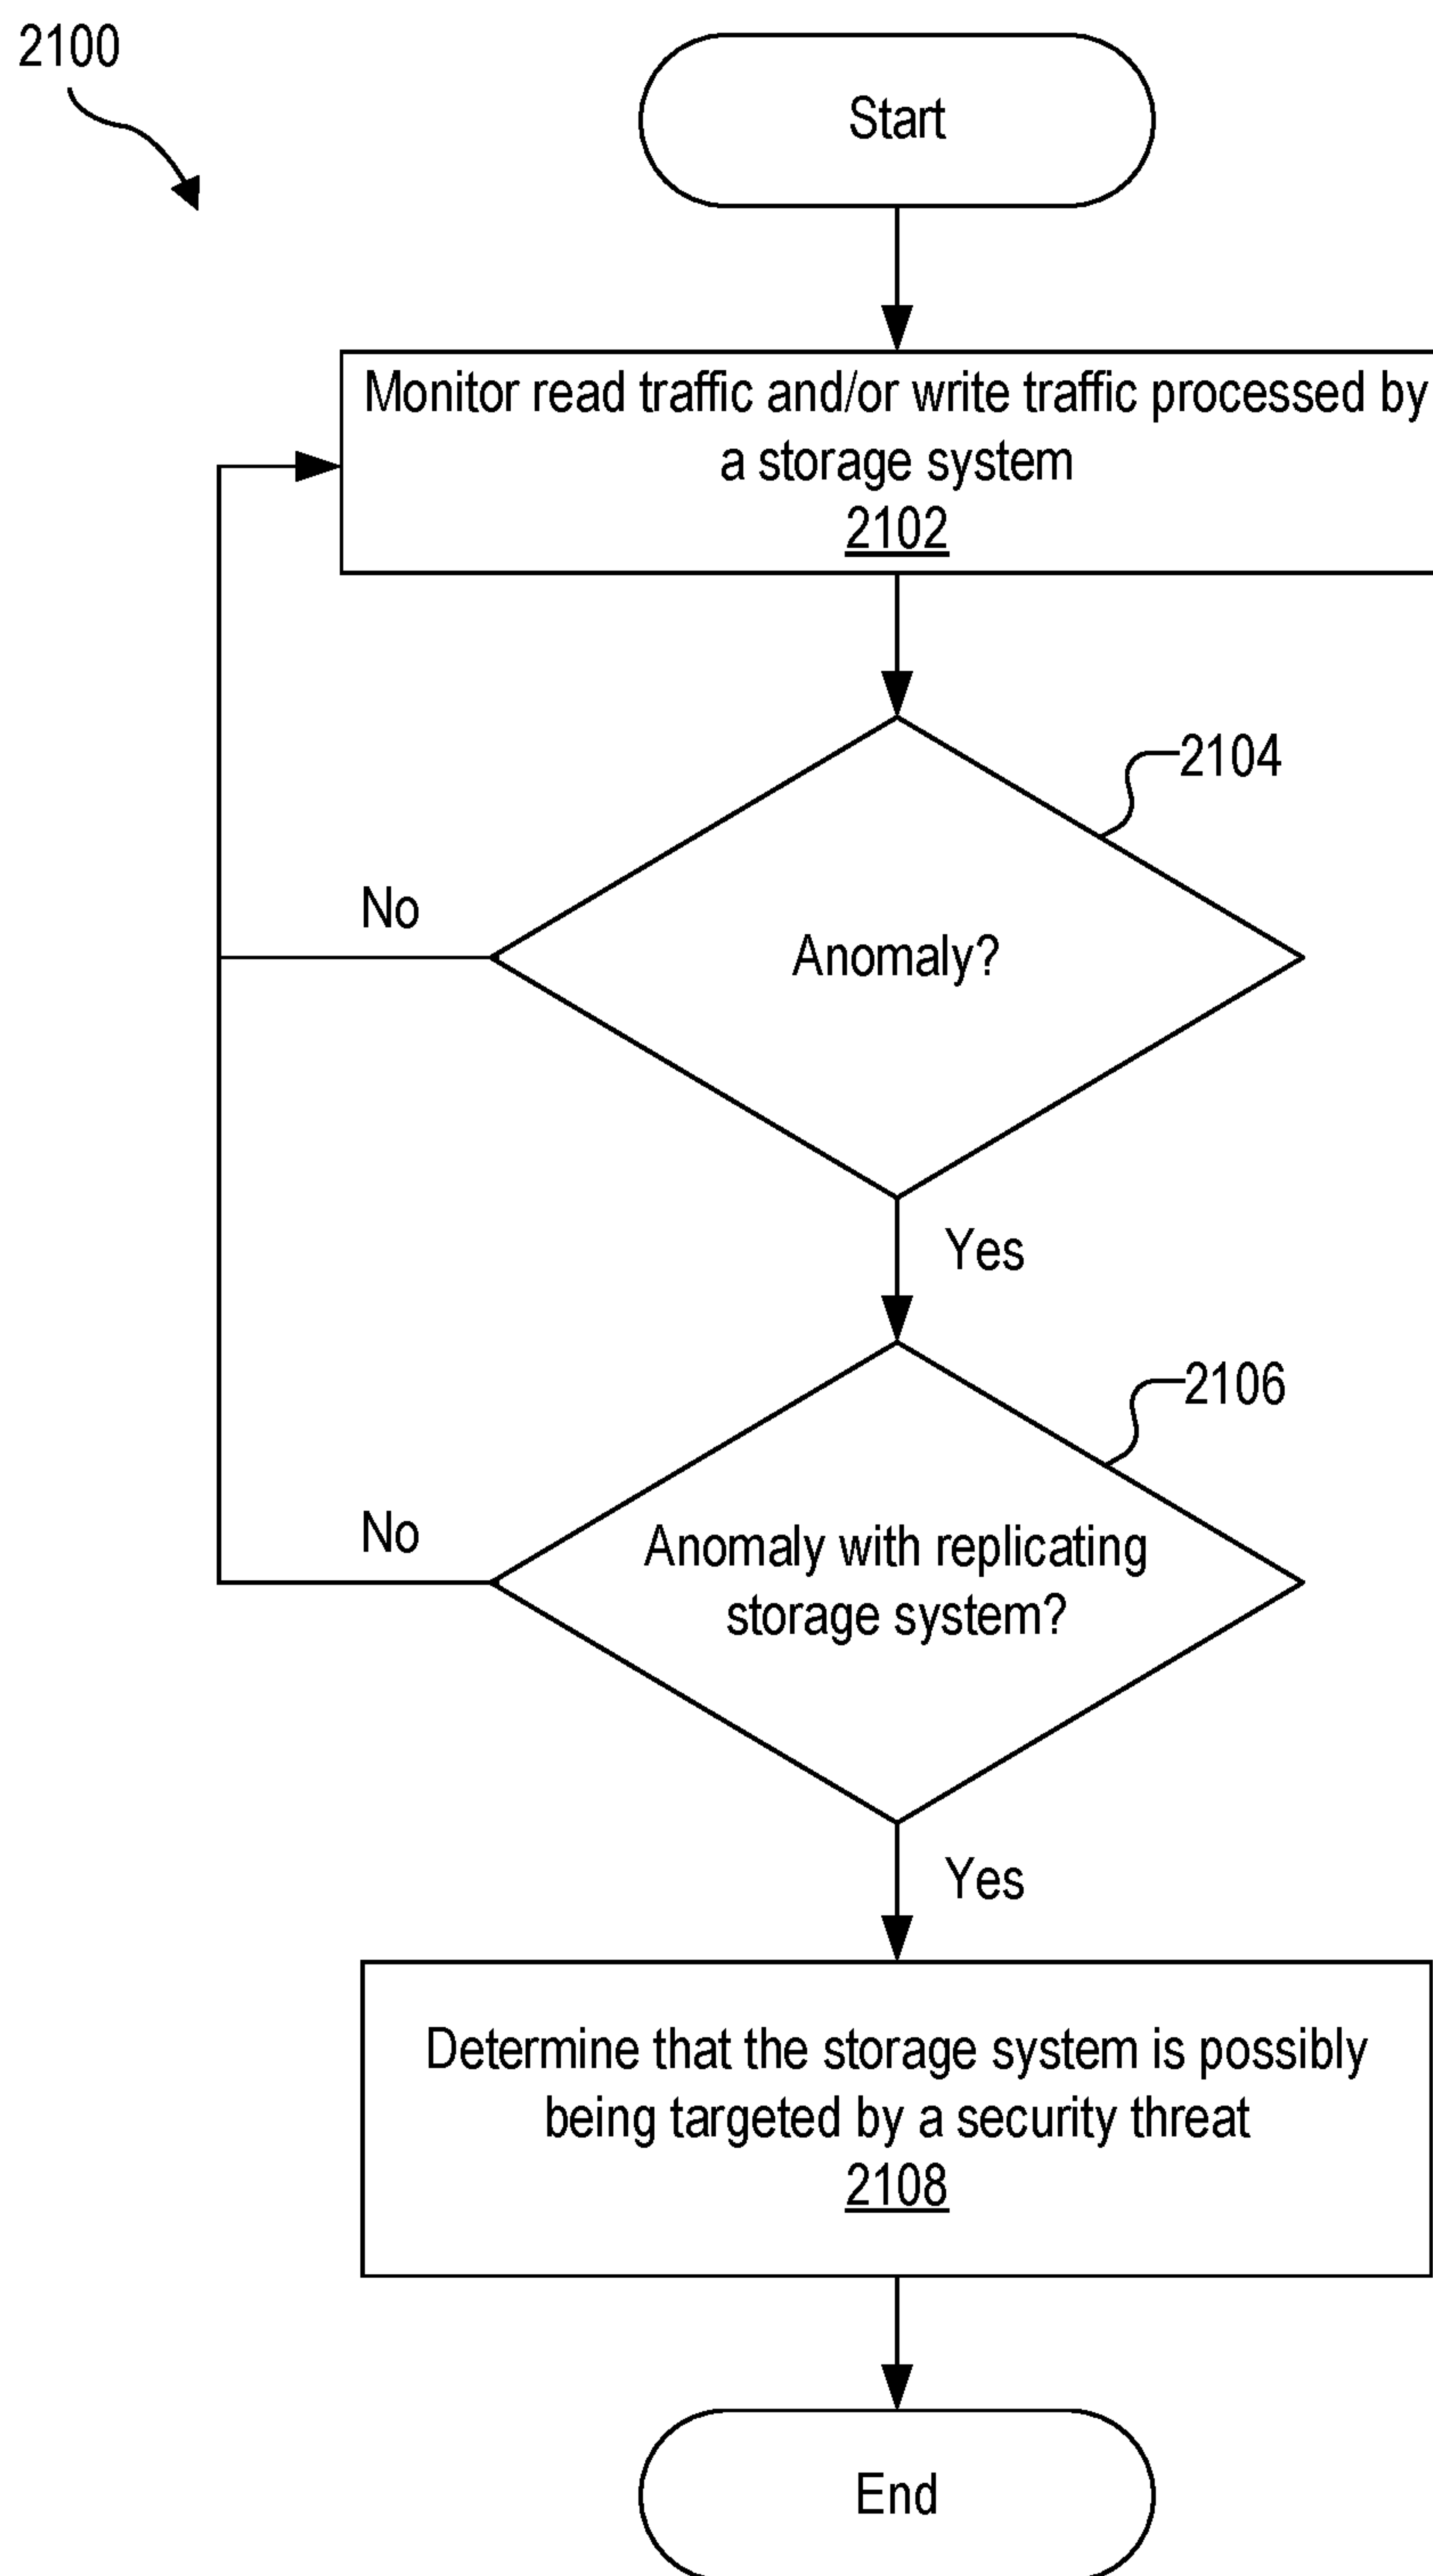 2100
Start
Monitor read traffic and/or write traffic processed by
a storage system
2102
2104
Anomaly?
No
Yes
2106
Anomaly with replicating
storage system?
No
Yes
Determine that the storage system is possibly
being targeted by a security threat
2108
End